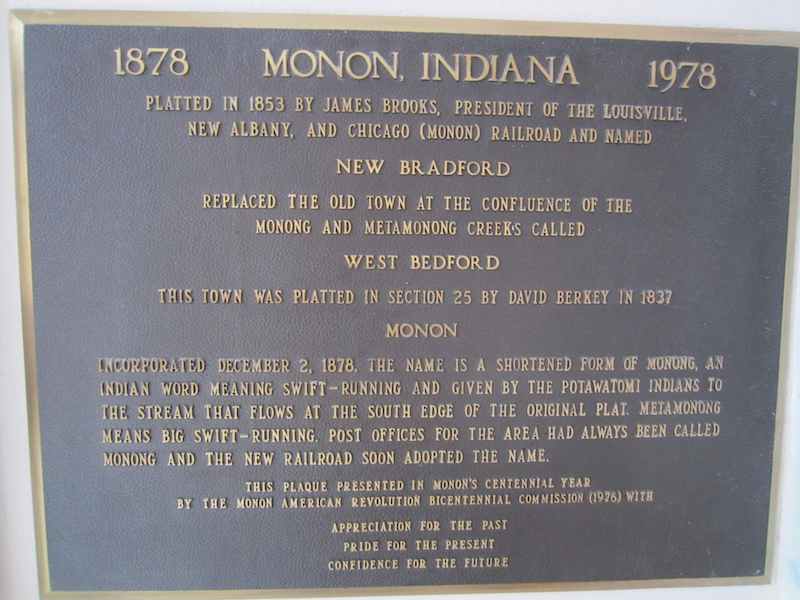 1878 MONON, INDIANA 1978
PLATTED IN 1853 BY JAMES BROOKS, PRESIDENT OF THE LOUISVILLE,
NEW ALBANY, AND CHICAGO (MONON) RAILROAD AND NAMED
NEW BRADFORD
REPLACED THE OLD TOWN AT THE CONFLUENCE OF THE
MONONG AND METAMONONG CREEKS CALLED
WEST BEDFORD
THIS TOWN WAS PLATTED IN SECTION 25 BY DAVID BERKEY IN 1837
MONON
INCORPORATED DECEMBER 2, 1878. THE NAME IS A SHORTENED FORM OF MONONG, AN
INDIAN WORD MEANING SWIFT-RUNNING AND GIVEN BY THE POTAWATOMI INDIANS TO
THE STREAM THAT FLOWS AT THE SOUTH EDGE OF THE ORIGINAL PLAT. METAMONONG
MEANS BIG SWIFT-RUNNING. POST OFFICES FOR THE AREA HAD ALWAYS BEEN CALLED
MONONG AND THE NEW RAILROAD SOON ADOPTED THE NAME.
THIS PLAQUE PRESENTED IN MONON'S CENTENNIAL YEAR
BY THE MONON AMERICAN REVOLUTION BICENTENNIAL COMMISSION (1976) WITH
APPRECIATION FOR THE PAST
PRIDE FOR THE PRESENT
CONFIDENCE FOR THE FUTURE